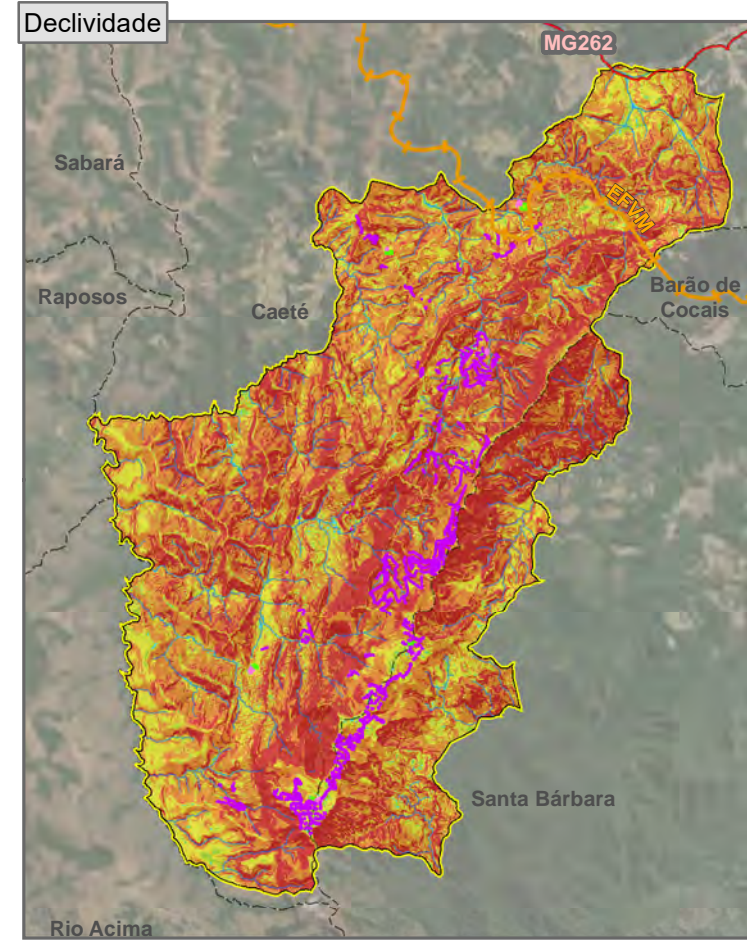 Declividade
MG262
Sabará
EFVM
Raposos
Caeté
Barão de
Cocais
Santa Bárbara
Rio Acima